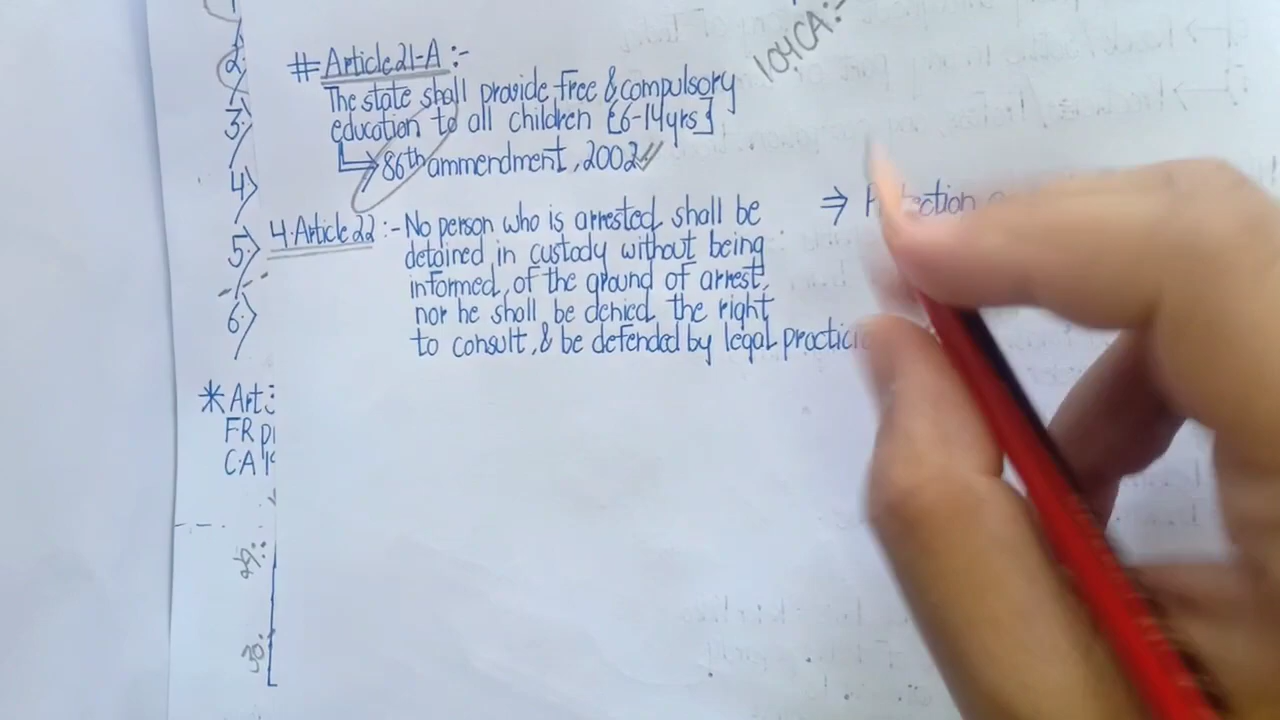 104CA:-
# Article 21-A :-
The state shall provide free & compulsory
education to all children [6-14yrs]
↳ 86th ammendment, 2002
4. Article 22 :- No person who is arrested shall be
detained in custody without being
informed, of the ground of arrest,
nor he shall be denied the right
to consult, & be defended by legal
⇒
2.
3.
4)
5.
6.
* Art
FR
C.A